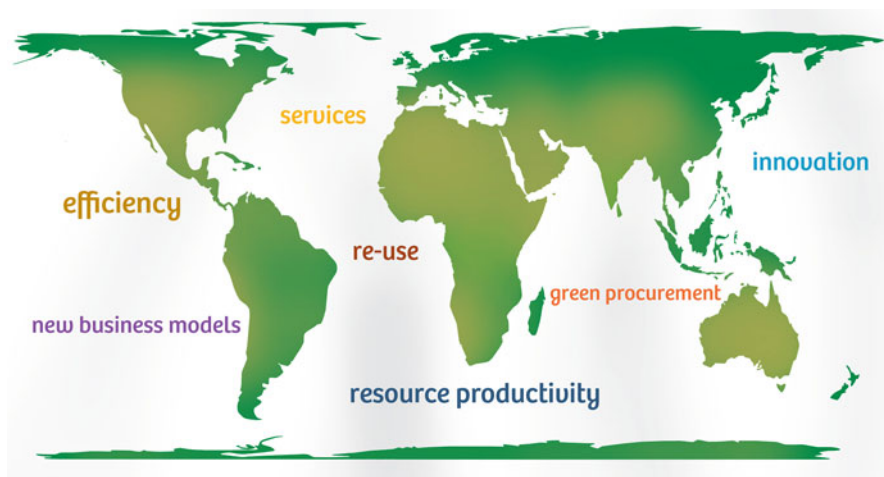 services
innovation
efficiency
re-use
green procurement
new business models
resource productivity